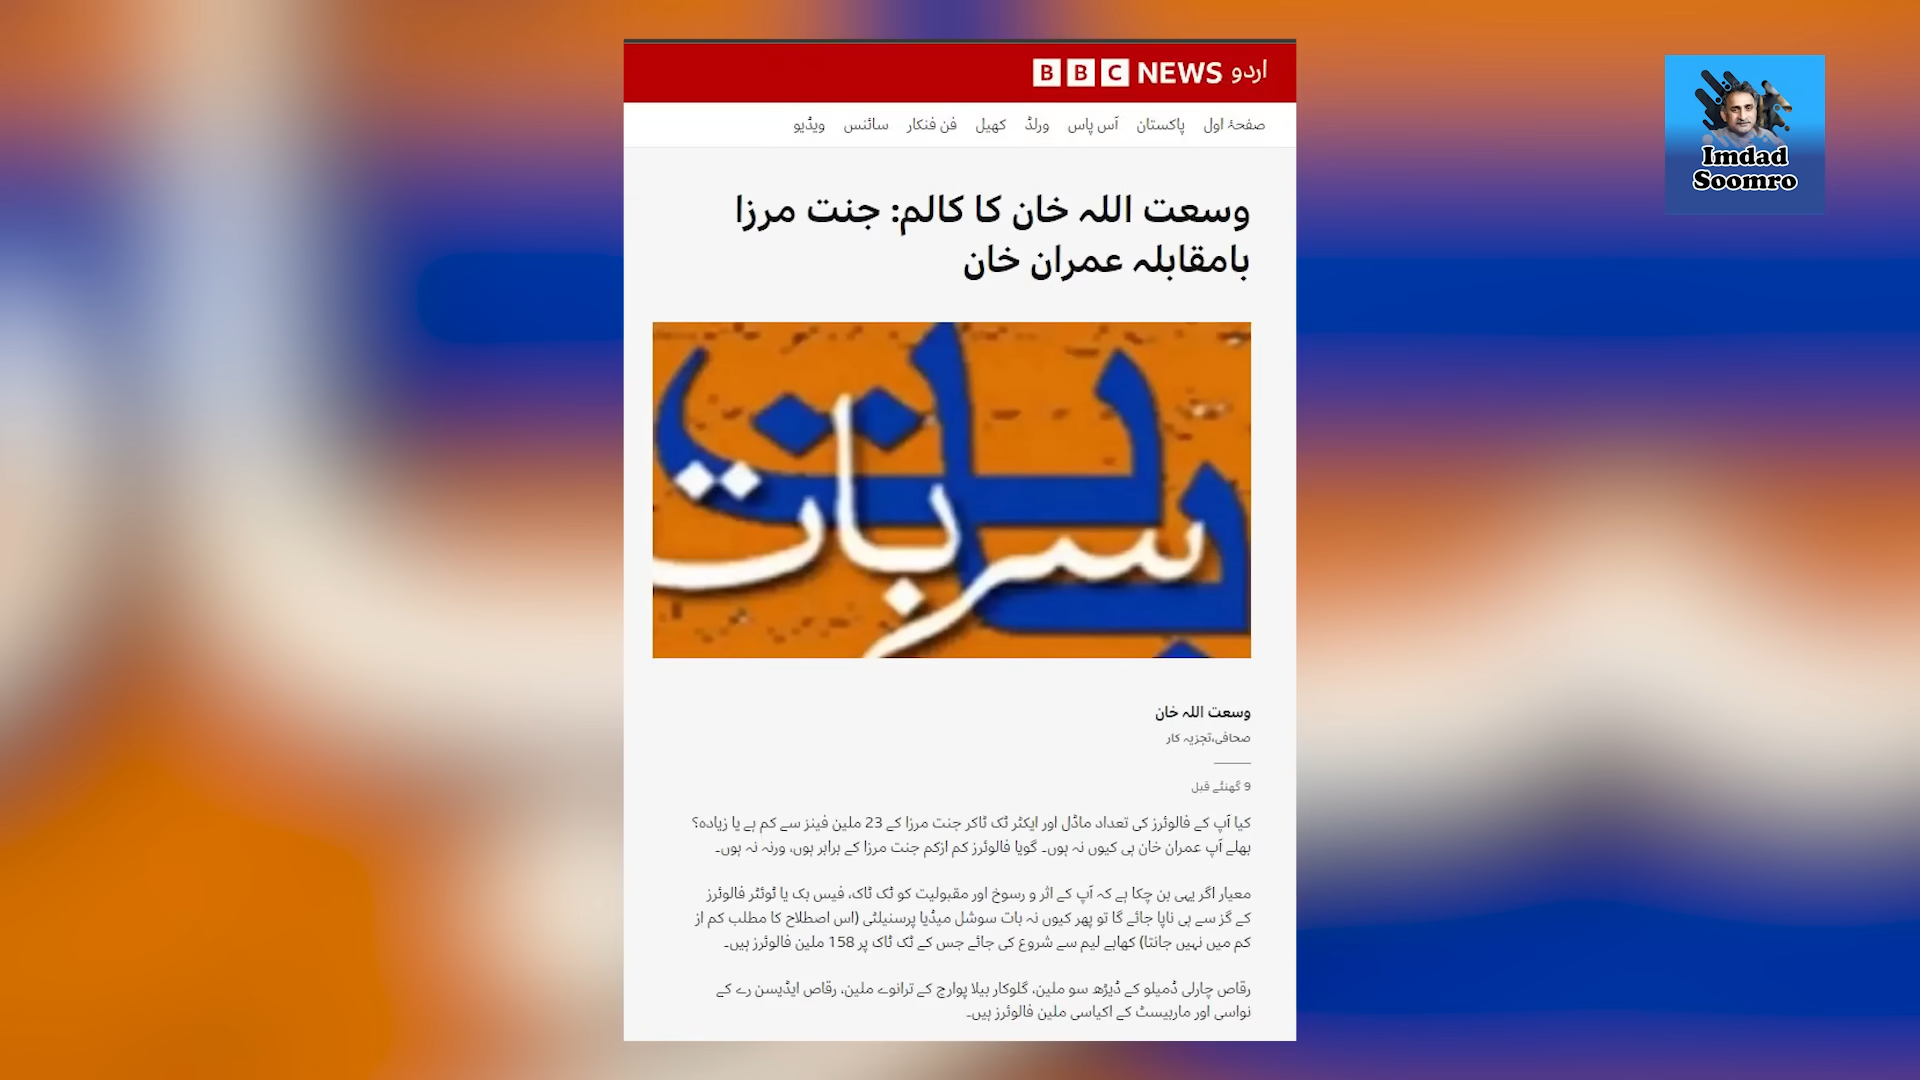 BBC NEWS اردو
صفحۂ اول پاکستان آس پاس ورلڈ کھیل فن فنکار سائنس ویڈیو
Imdad
Soomro
وسعت اللہ خان کا کالم: جنت مرزا
بامقابلہ عمران خان
بات
سر بات
وسعت اللہ خان
صحافی،تجزیہ کار
9 گھنٹے قبل
کیا آپ کے فالوئرز کی تعداد ماڈل اور ایکٹر ٹک ٹاکر جنت مرزا کے 23 ملین فینز سے کم ہے یا زیادہ؟
بھلے آپ عمران خان ہی کیوں نہ ہوں۔ گویا فالوئرز کم ازکم جنت مرزا کے برابر ہوں، ورنہ نہ ہوں۔
معیار اگر یہی بن چکا ہے کہ آپ کے اثر و رسوخ اور مقبولیت کو ٹک ٹاک، فیس بک یا ٹوئٹر فالوئرز
کے گز سے ہی ناپا جائے گا تو پھر کیوں نہ بات سوشل میڈیا پرسنیلٹی (اس اصطلاح کا مطلب کم از
کم میں نہیں جانتا) کھابے لیم سے شروع کی جائے جس کے ٹک ٹاک پر 158 ملین فالوئرز ہیں۔
رقاص چارلی ڈمیلو کے ڈیڑھ سو ملین، گلوکار بیلا پوارچ کے ترانوے ملین، رقاص ایڈیسن رے کے
نواسی اور ماربیسٹ کے اکیاسی ملین فالوئرز ہیں۔